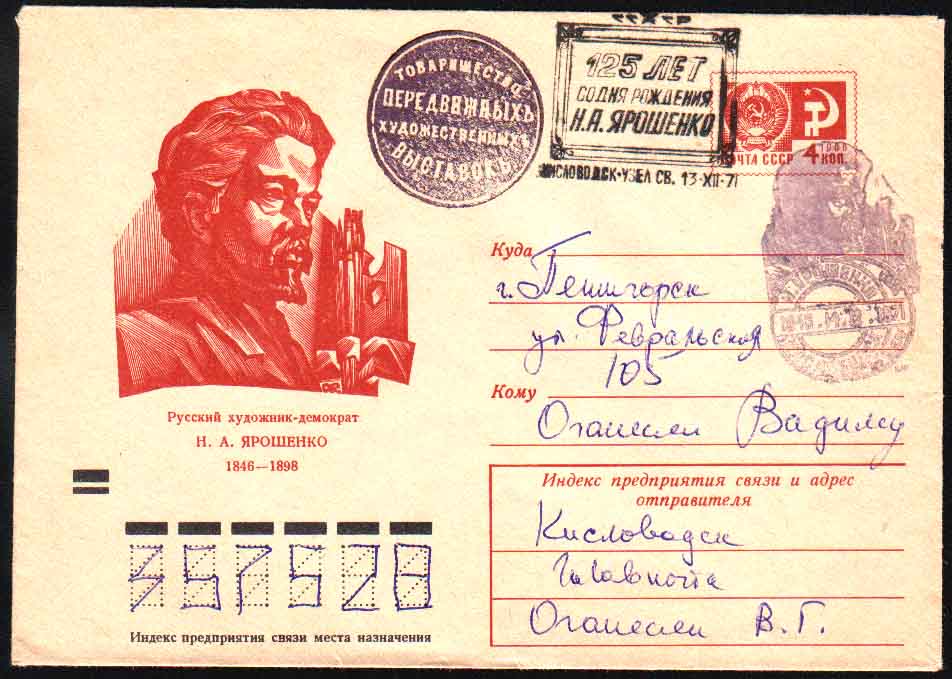 ТОВАРИЩЕСТВА
ПЕРЕДВИЖНЫХЪ
ХУДОЖЕСТВЕННЫХЪ
ВЫСТАВОКЪ
125 ЛЕТ
СО ДНЯ РОЖДЕНИЯ
Н.А. ЯРОШЕНКО
КИСЛОВОДСК·УЗЕЛ СВ. 13-XII-71
1966
ПОЧТА СССР 4 КОП.
Куда
г. Пятигорск
ул. Февральская
105
Кому
Оганесян Вадиму
Русский художник-демократ
Н. А. ЯРОШЕНКО
1846—1898
Индекс предприятия связи и адрес
отправителя
Кисловодск
Главпочта
Оганесян В. Г.
Индекс предприятия связи места назначения